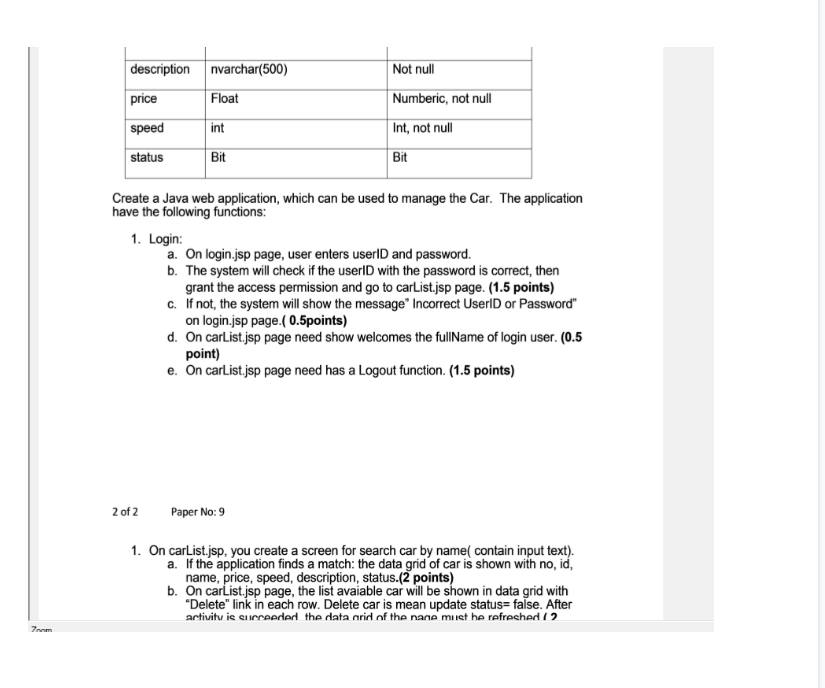 description nvarchar(500) Not null
price Float Numberic, not null
speed int Int, not null
status Bit Bit
Create a Java web application, which can be used to manage the Car. The application
have the following functions:
1. Login:
a. On login.jsp page, user enters userID and password.
b. The system will check if the userID with the password is correct, then
grant the access permission and go to carList.jsp page. (1.5 points)
c. If not, the system will show the message" Incorrect UserID or Password"
on login.jsp page.( 0.5points)
d. On carList.jsp page need show welcomes the fullName of login user. (0.5
point)
e. On carList.jsp page need has a Logout function. (1.5 points)
2 of 2 Paper No: 9
1. On carList.jsp, you create a screen for search car by name( contain input text).
a. If the application finds a match: the data grid of car is shown with no, id,
name, price, speed, description, status.(2 points)
b. On carList.jsp page, the list avaiable car will be shown in data grid with
"Delete" link in each row. Delete car is mean update status= false. After
activity is succeeded, the data grid of the page must be refreshed ( 2
Zoom